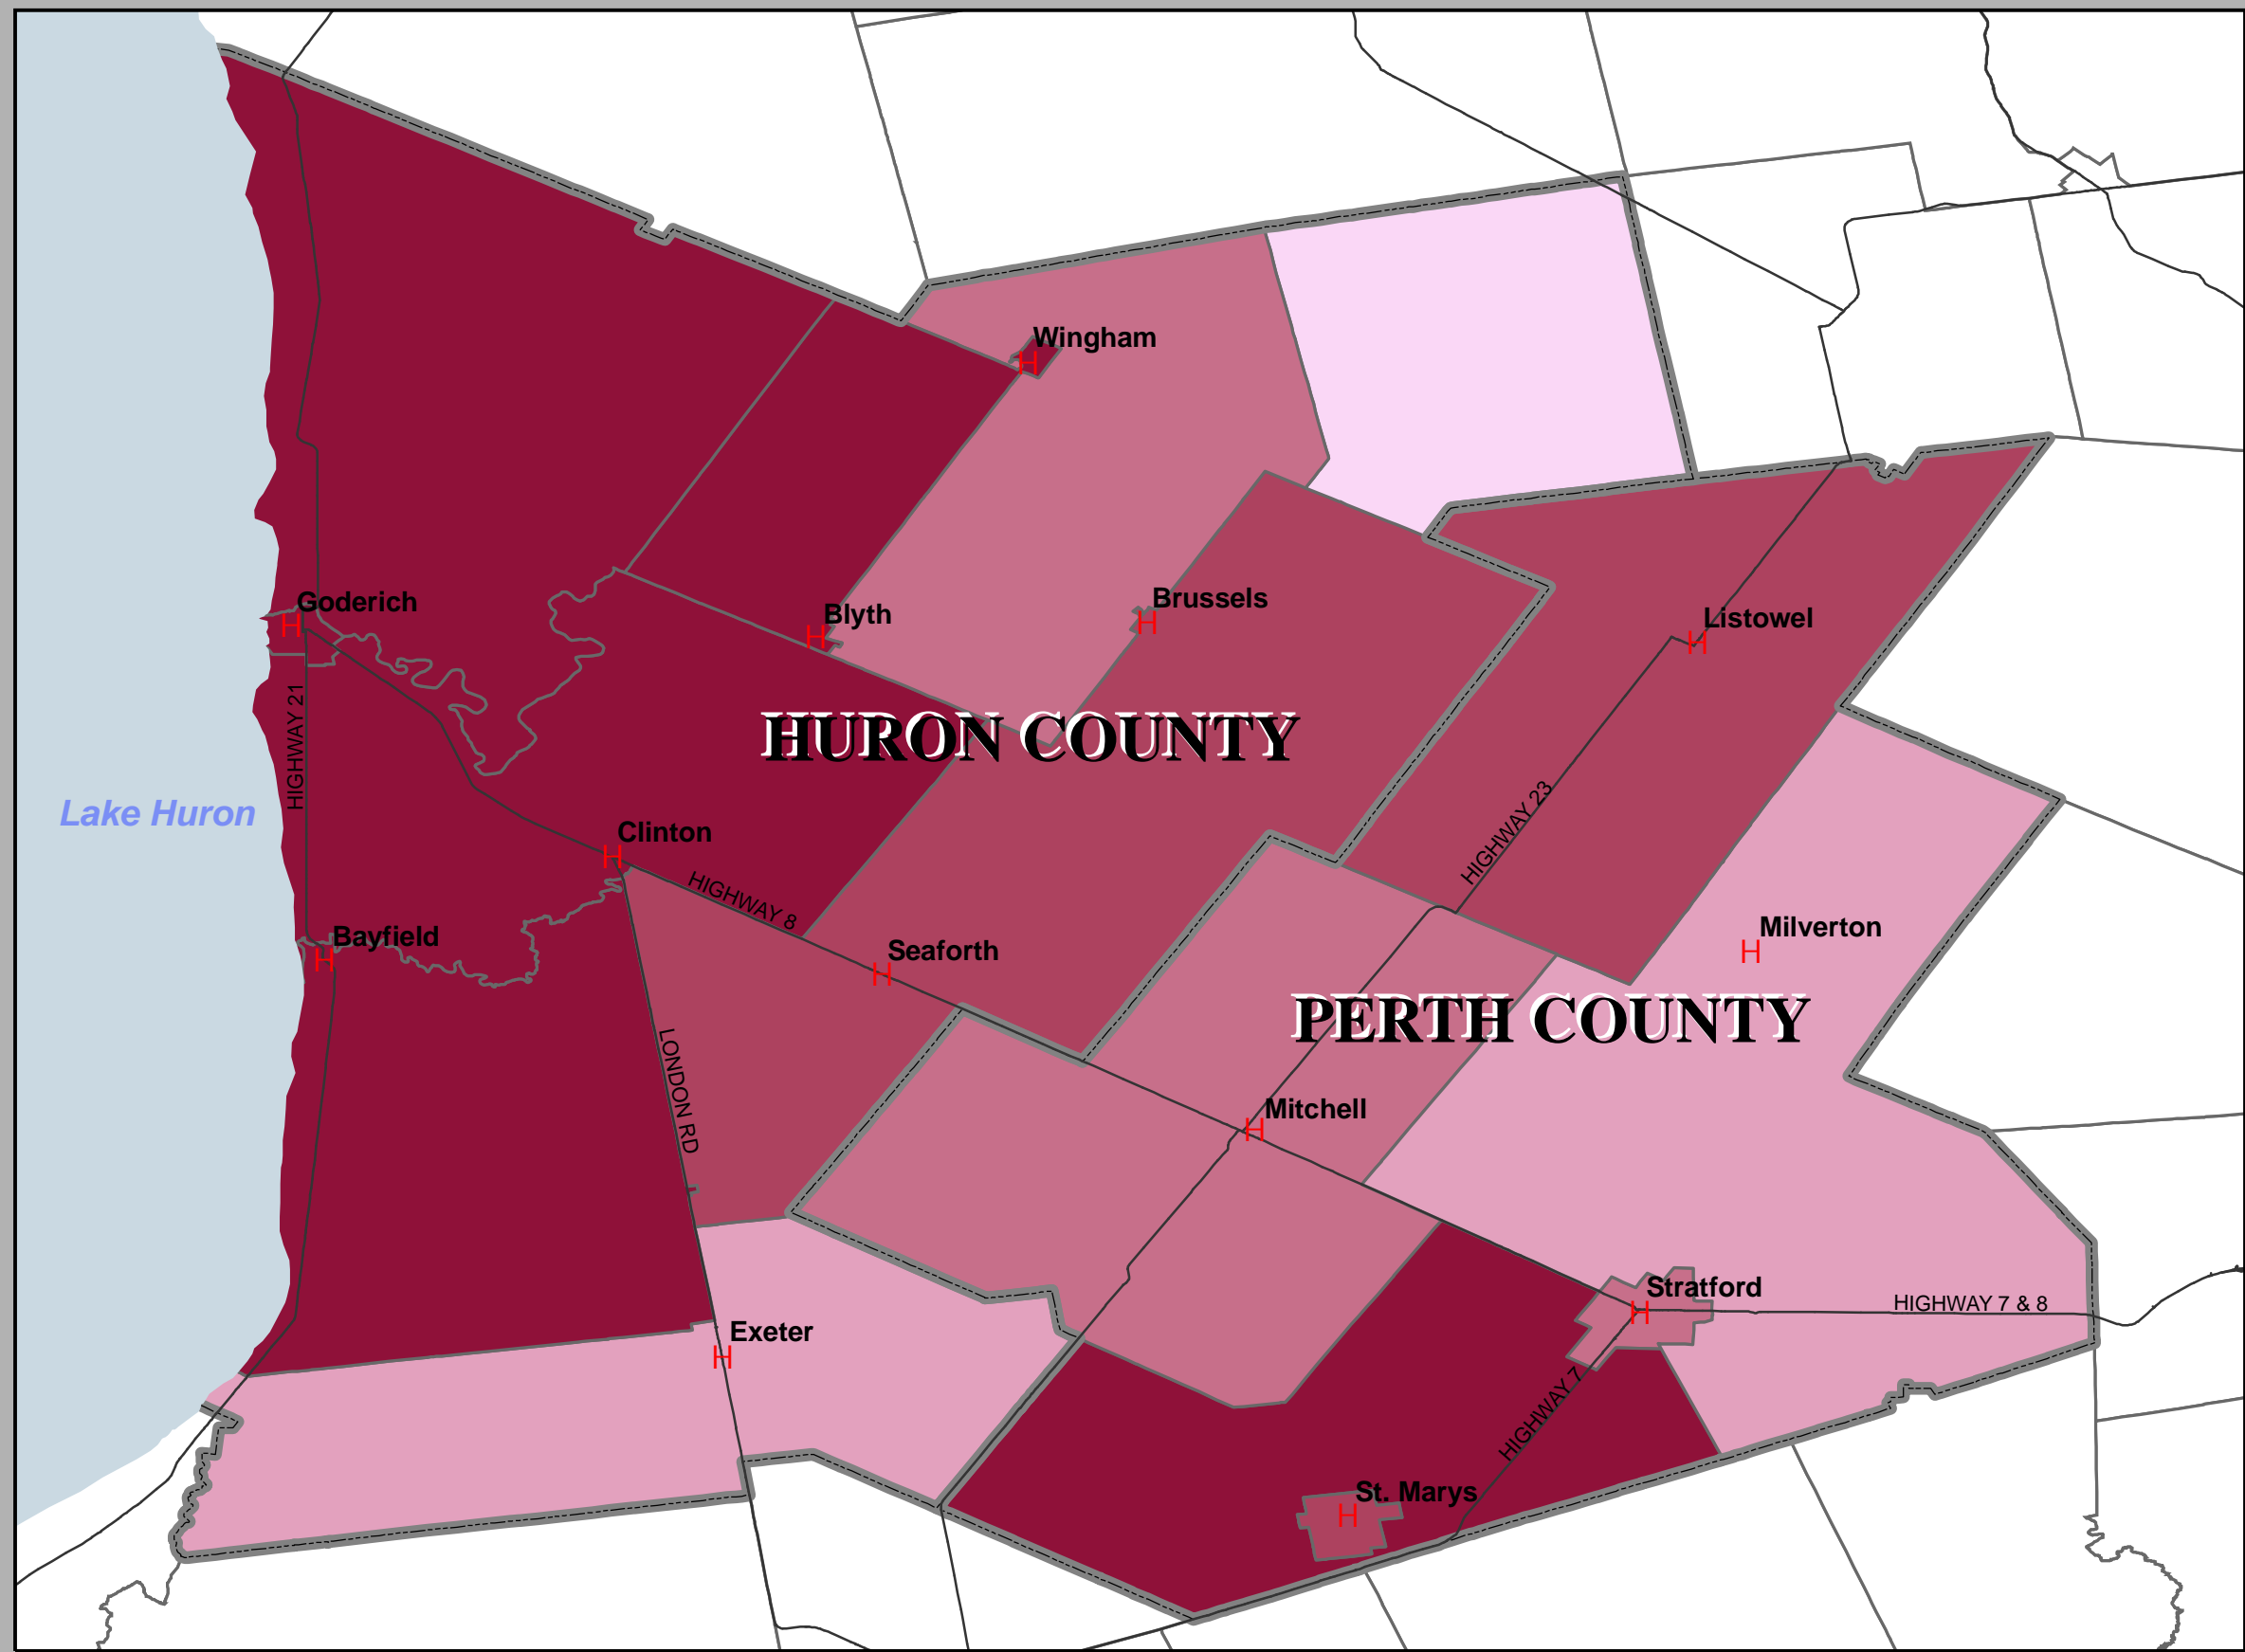 Wingham
H
Goderich
H
Blyth
H
Brussels
H
Listowel
H
HIGHWAY 21
HURON COUNTY
Lake Huron
HIGHWAY 23
Clinton
H
HIGHWAY 8
Bayfield
H
Seaforth
H
Milverton
H
PERTH COUNTY
LONDON RD
Mitchell
H
Stratford
H
HIGHWAY 7 & 8
Exeter
H
HIGHWAY 7
St. Marys
H